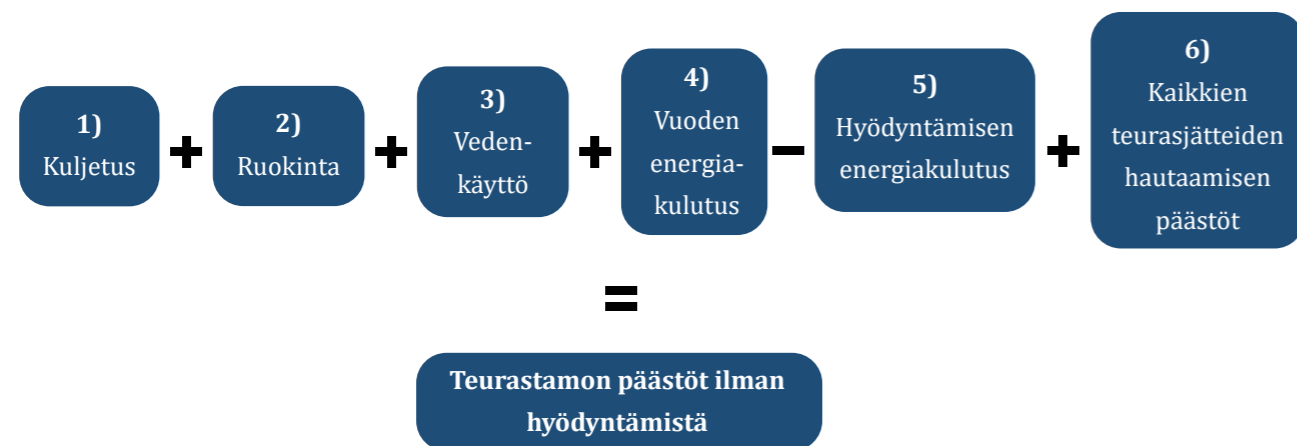 1)
Kuljetus
+
2)
Ruokinta
+
3)
Veden-
käyttö
+
4)
Vuoden
energia-
kulutus
–
5)
Hyödyntämisen
energiakulutus
+
6)
Kaikkien
teurasjätteiden
hautaamisen
päästöt
=
Teurastamon päästöt ilman
hyödyntämistä